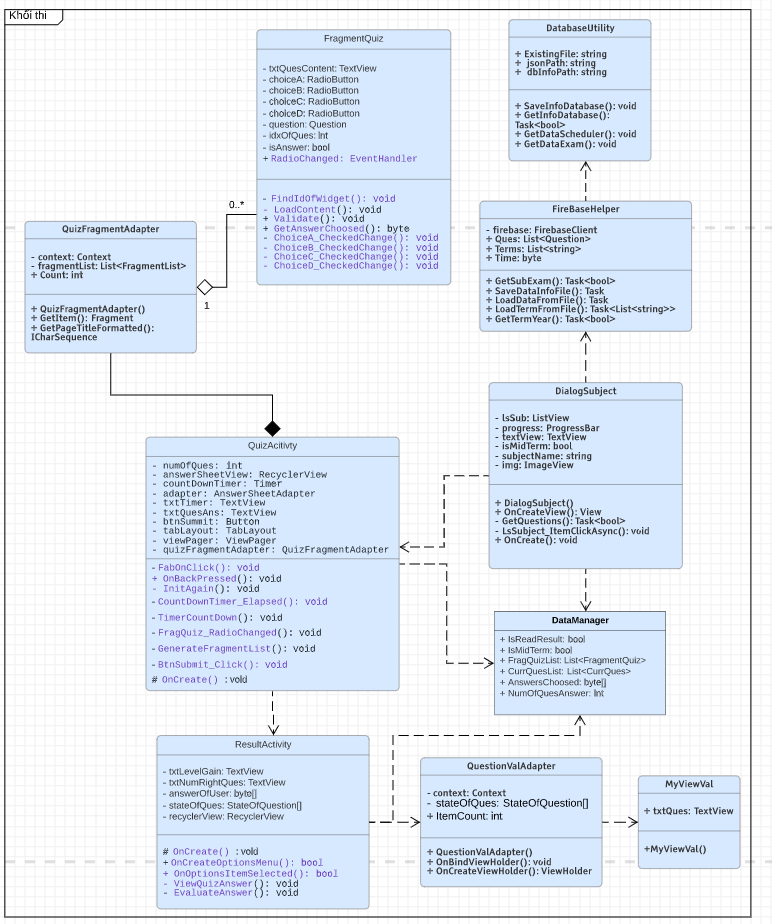 Khối thi
FragmentQuiz
- txtQuesContent: TextView
- choiceA: RadioButton
- choiceB: RadioButton
- choiceC: RadioButton
- choiceD: RadioButton
- question: Question
- idxOfQues: Int
- isAnswer: bool
+ RadioChanged: EventHandler
- FindIdOfWidget(): void
- LoadContent(): void
+ Validate(): void
+ GetAnswerChoosed(): byte
- ChoiceA_CheckedChange(): void
- ChoiceB_CheckedChange(): void
- ChoiceC_CheckedChange(): void
- ChoiceD_CheckedChange(): void
DatabaseUtility
+ ExistingFile: string
+ jsonPath: string
+ dbInfoPath: string
+ SaveInfoDatabase(): void
+ GetInfoDatabase():
Task<bool>
+ GetDataScheduler(): void
+ GetDataExam(): void
0..*
1
QuizFragmentAdapter
- context: Context
- fragmentList: List<FragmentList>
+ Count: int
+ QuizFragmentAdapter()
+ GetItem(): Fragment
+ GetPageTitleFormatted():
ICharSequence
FireBaseHelper
- firebase: FirebaseClient
+ Ques: List<Question>
+ Terms: List<string>
+ Time: byte
+ GetSubExam(): Task<bool>
+ SaveDataInfoFile(): Task
+ LoadDataFromFile(): Task
+ LoadTermFromFile(): Task<List<string>>
+ GetTermYear(): Task<bool>
DialogSubject
- lsSub: ListView
- progress: ProgressBar
- textView: TextView
- isMidTerm: bool
- subjectName: string
- img: ImageView
+ DialogSubject()
+ OnCreateView(): View
- GetQuestions(): Task<bool>
- LsSubject_ItemClickAsync(): void
+ OnCreate(): void
QuizAcitivty
- numOfQues: int
- answerSheetView: RecyclerView
- countDownTimer: Timer
- adapter: AnswerSheetAdapter
- txtTimer: TextView
- txtQuesAns: TextView
- btnSummit: Button
- tabLayout: TabLayout
- viewPager: ViewPager
- quizFragmentAdapter: QuizFragmentAdapter
- FabOnClick(): void
+ OnBackPressed(): void
- InitAgain(): void
- CountDownTimer_Elapsed(): void
- TimerCountDown(): void
- FragQuiz_RadioChanged(): void
- GenerateFragmentList(): void
- BtnSubmit_Click(): void
# OnCreate() :void
DataManager
+ IsReadResult: bool
+ IsMidTerm: bool
+ FragQuizList: List<FragmentQuiz>
+ CurrQuesList: List<CurrQues>
+ AnswersChoosed: byte[]
+ NumOfQuesAnswer: Int
ResultActivity
- txtLevelGain: TextView
- txtNumRightQues: TextView
- answerOfUser: byte[]
- stateOfQues: StateOfQuestion[]
- recyclerView: RecyclerView
# OnCreate() :void
+ OnCreateOptionsMenu(): bool
+ OnOptionsItemSelected(): bool
- ViewQuizAnswer(): void
- EvaluateAnswer(): void
QuestionValAdapter
- context: Context
- stateOfQues: StateOfQuestion[]
+ ItemCount: int
+ QuestionValAdapter()
+ OnBindViewHolder(): void
+ OnCreateViewHolder(): ViewHolder
MyViewVal
+ txtQues: TextView
+MyViewVal()